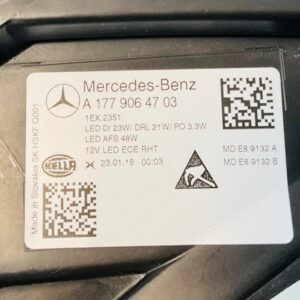 Mercedes-Benz
A 177 906 47 03
1EX.2351
LED DI 23W/ DRL 21W/ PO 3.3W
LED AFS 48W
12V LED ECE RHT
MD E8 9132 A
HELLA
23.01.19 00:03
MD E8 9132 B
Made in Slovakia SK HSKF Q001